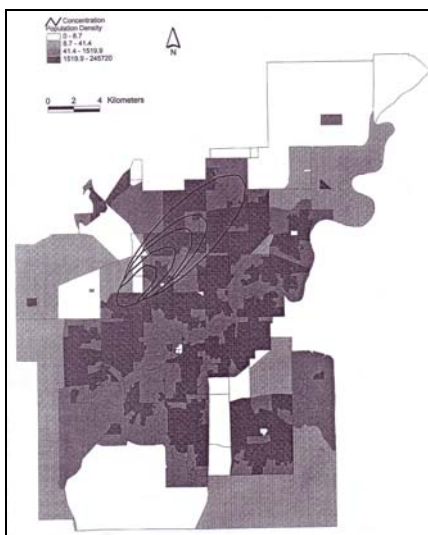 Concentration
Population Density
0 - 8.7
8.7 - 41.4
41.4 - 1519.9
1519.9 - 245720
N
0 2 4 Kilometers